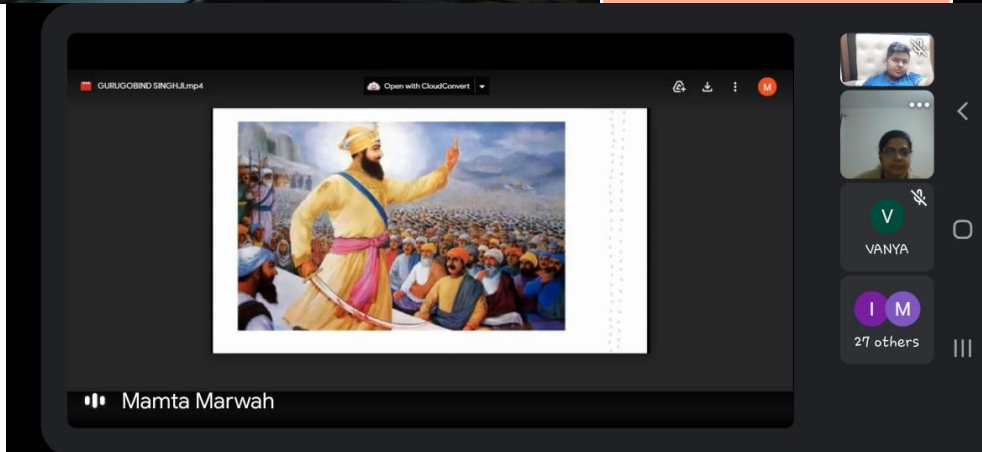 GURUGOBIND SINGHJI.mp4
Open with CloudConvert
M
V
VANYA
I M
27 others
Mamta Marwah